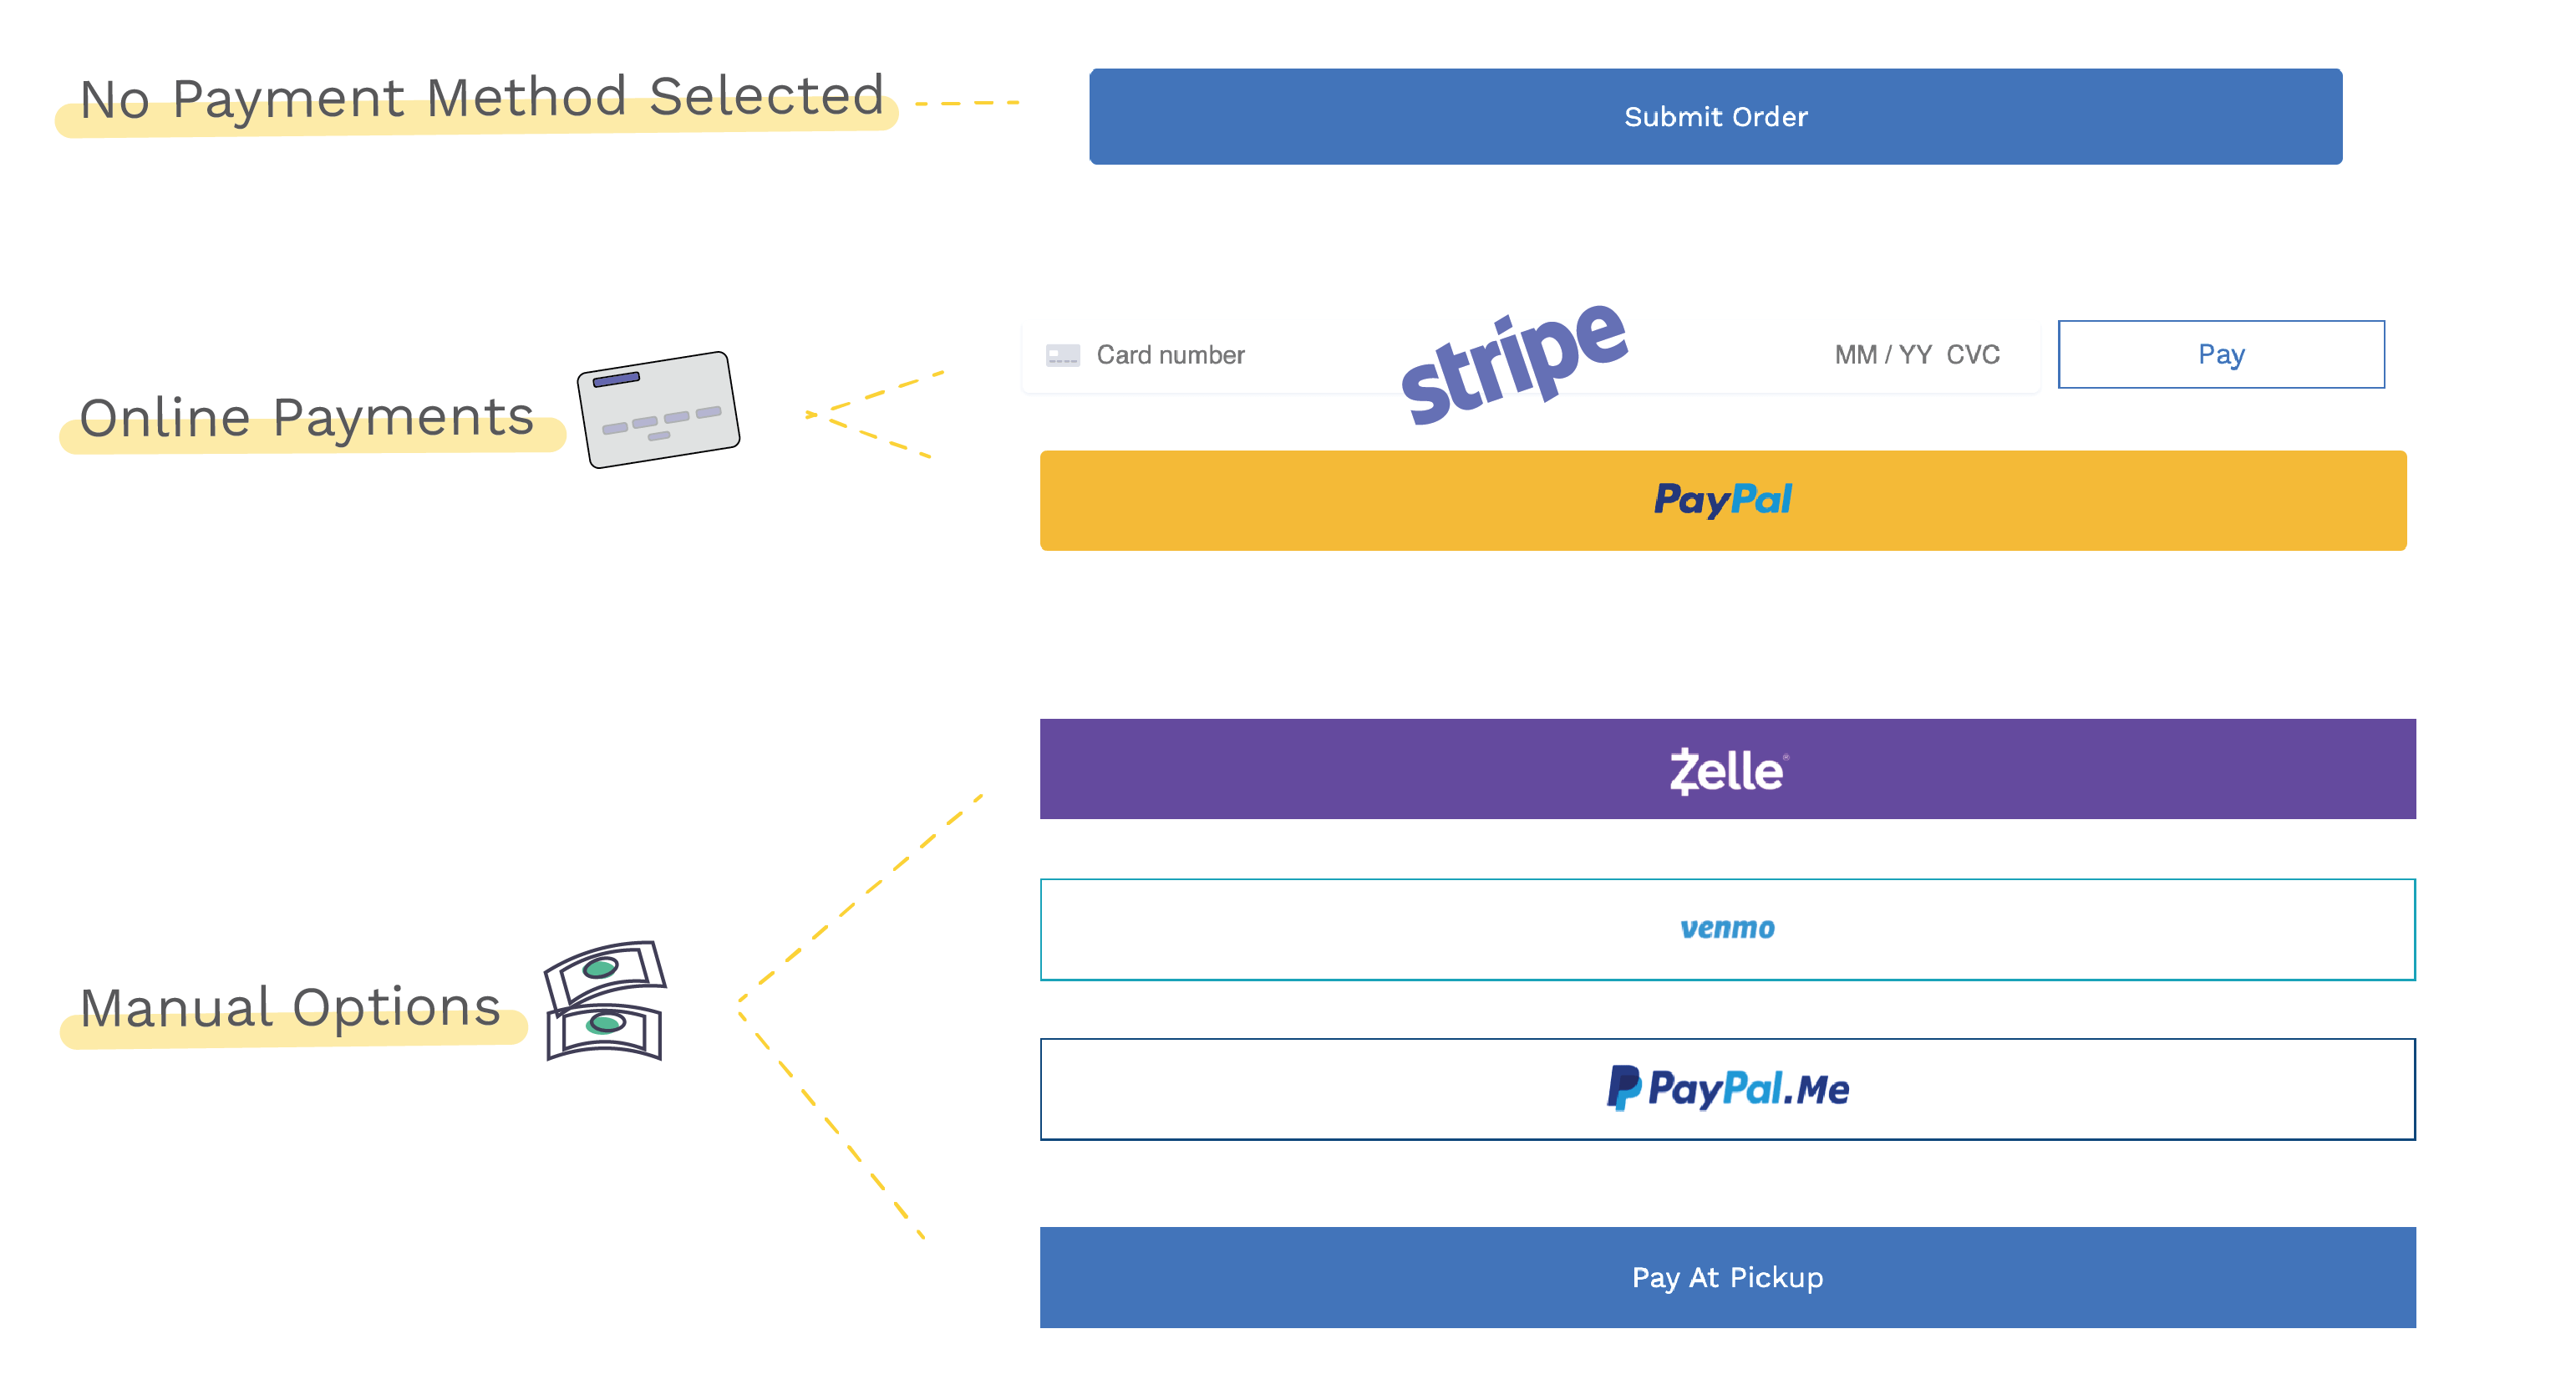 No Payment Method Selected
Submit Order
Online Payments
stripe
Card number
MM / YY CVC
Pay
PayPal
Manual Options
Zelle®
venmo
PayPal.Me
Pay At Pickup